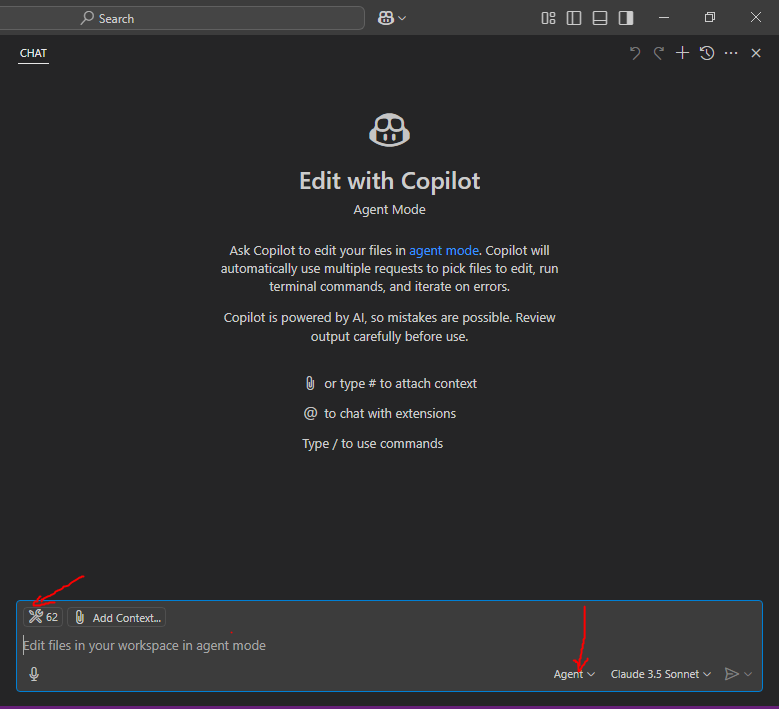 Search
CHAT
Edit with Copilot
Agent Mode
Ask Copilot to edit your files in agent mode. Copilot will
automatically use multiple requests to pick files to edit, run
terminal commands, and iterate on errors.
Copilot is powered by AI, so mistakes are possible. Review
output carefully before use.
or type # to attach context
@ to chat with extensions
Type / to use commands
62 Add Context...
Edit files in your workspace in agent mode
Agent Claude 3.5 Sonnet